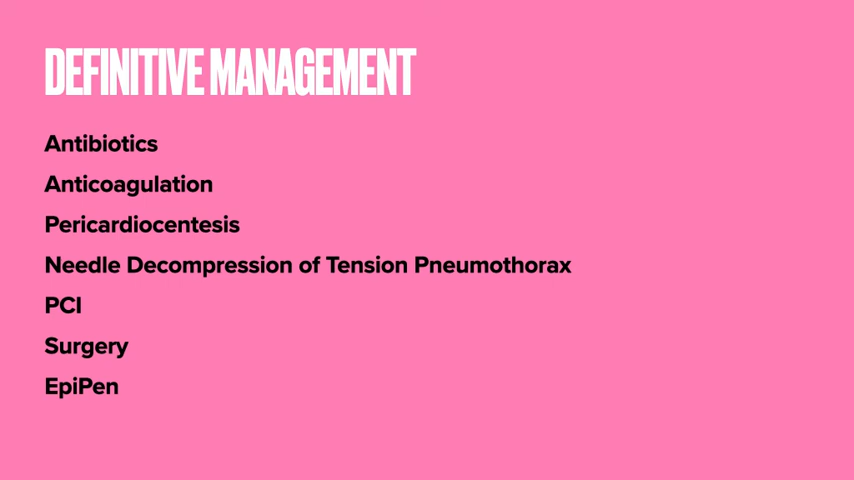 DEFINITIVE MANAGEMENT
Antibiotics
Anticoagulation
Pericardiocentesis
Needle Decompression of Tension Pneumothorax
PCI
Surgery
EpiPen